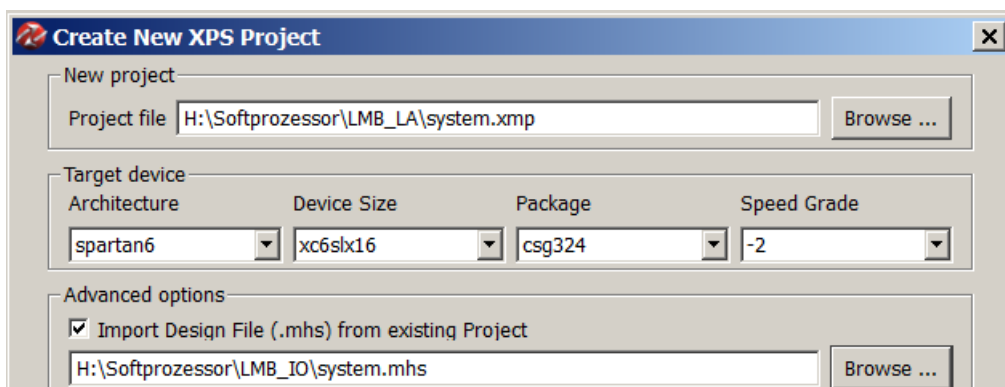 Create New XPS Project
New project
Project file H:\Softprozessor\LMB_LA\system.xmp Browse ...
Target device
Architecture Device Size Package Speed Grade
spartan6 xc6slx16 csg324 -2
Advanced options
Import Design File (.mhs) from existing Project
H:\Softprozessor\LMB_IO\system.mhs Browse ...